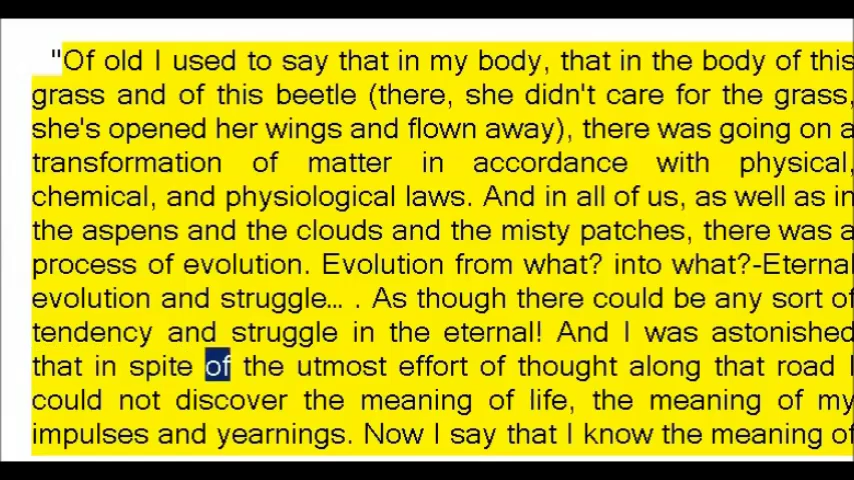 "Of old I used to say that in my body, that in the body of this
grass and of this beetle (there, she didn't care for the grass,
she's opened her wings and flown away), there was going on a
transformation of matter in accordance with physical,
chemical, and physiological laws. And in all of us, as well as in
the aspens and the clouds and the misty patches, there was a
process of evolution. Evolution from what? into what?-Eternal
evolution and struggle... . As though there could be any sort of
tendency and struggle in the eternal! And I was astonished
that in spite of the utmost effort of thought along that road I
could not discover the meaning of life, the meaning of my
impulses and yearnings. Now I say that I know the meaning of